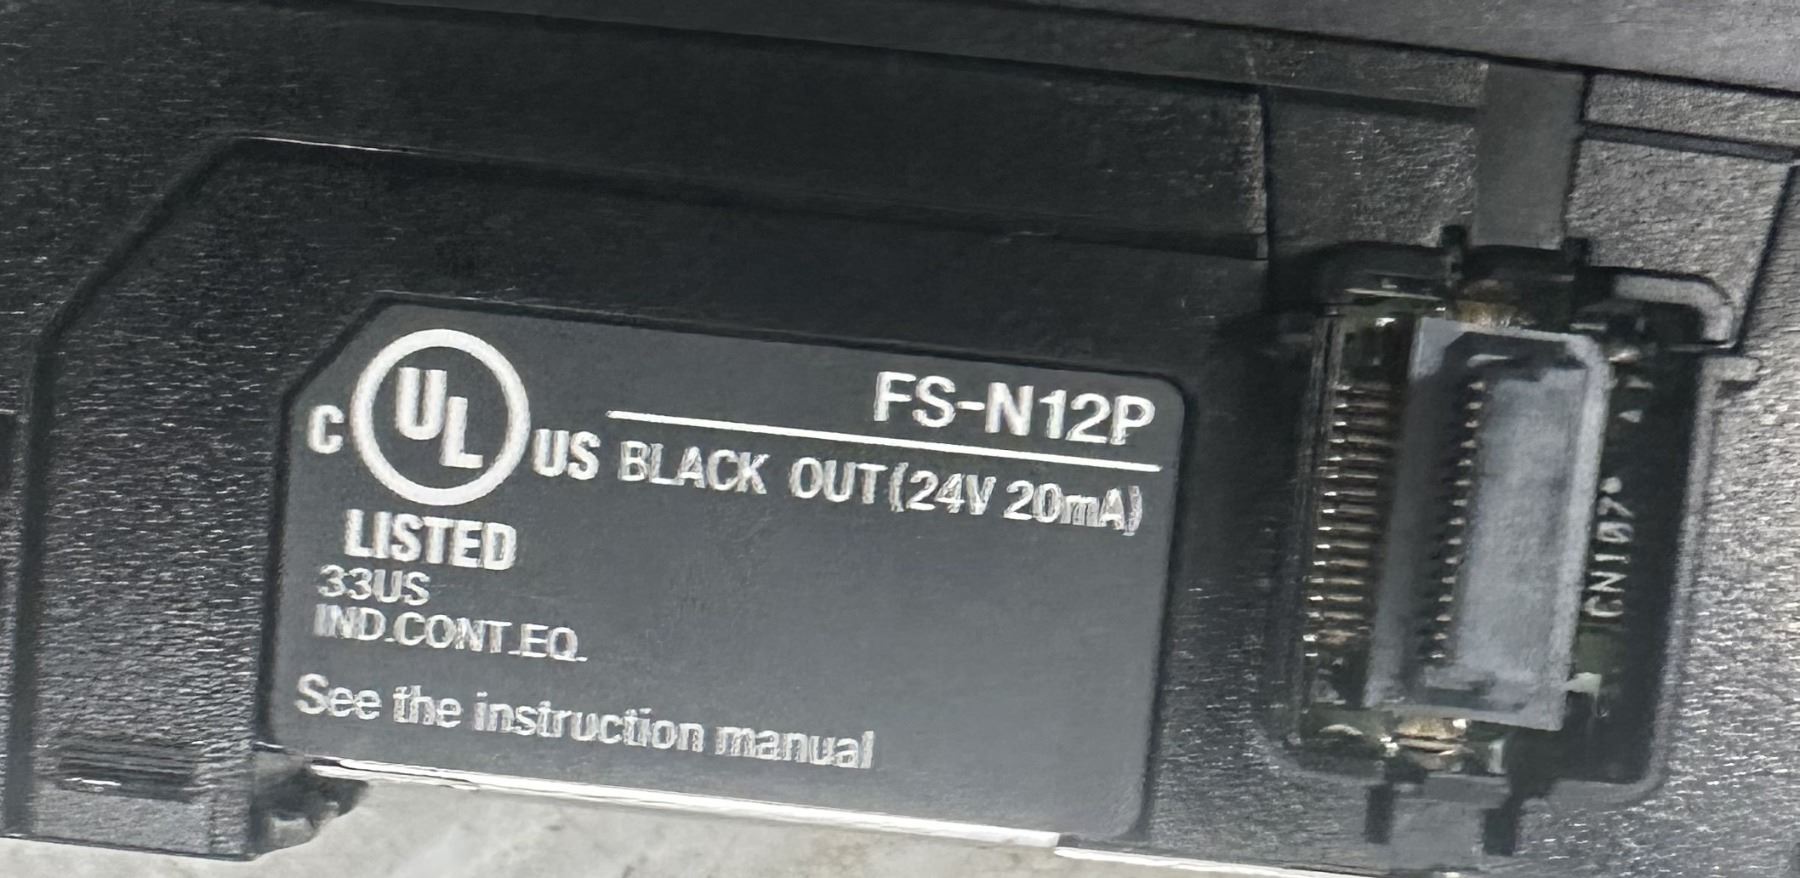 FS-N12P
C UL US
BLACK OUT(24V 20mA)
LISTED
33US
IND.CONT.EQ.
See the instruction manual
CN107